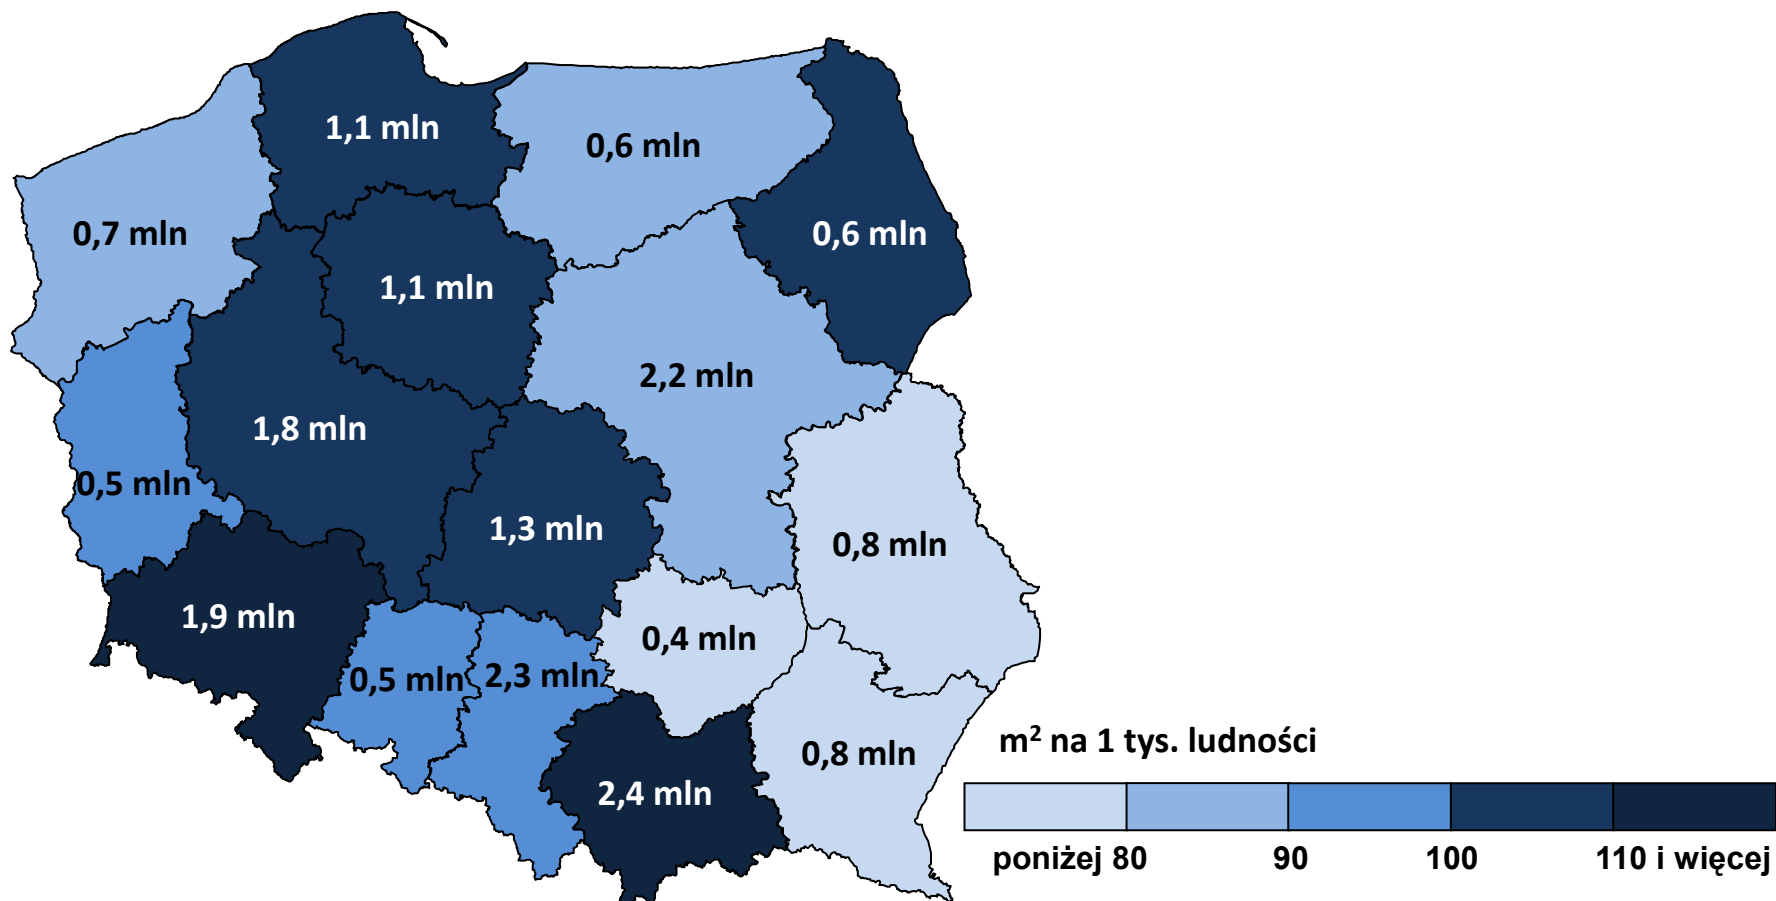 1,1 mln
0,6 mln
0,7 mln
0,6 mln
1,1 mln
2,2 mln
1,8 mln
0,5 mln
1,3 mln
0,8 mln
1,9 mln
0,4 mln
0,5 mln
2,3 mln
0,8 mln
2,4 mln
m² na 1 tys. ludności
poniżej 80 90 100 110 i więcej